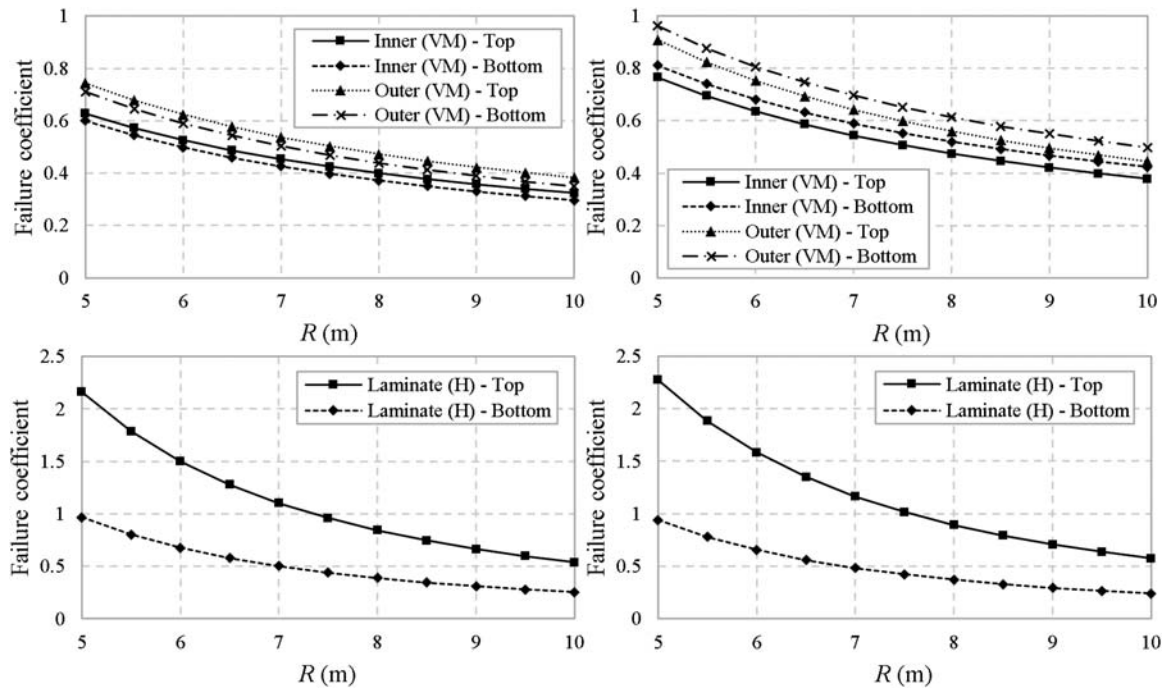 Failure coefficient
1
0.8
0.6
0.4
0.2
0
Inner (VM) - Top
Inner (VM) - Bottom
Outer (VM) - Top
Outer (VM) - Bottom
5 6 7 8 9 10
R (m)
Failure coefficient
1
0.8
0.6
0.4
0.2
0
Inner (VM) - Top
Inner (VM) - Bottom
Outer (VM) - Top
Outer (VM) - Bottom
5 6 7 8 9 10
R (m)
Failure coefficient
2.5
2
1.5
1
0.5
0
Laminate (H) - Top
Laminate (H) - Bottom
5 6 7 8 9 10
R (m)
Failure coefficient
2.5
2
1.5
1
0.5
0
Laminate (H) - Top
Laminate (H) - Bottom
5 6 7 8 9 10
R (m)